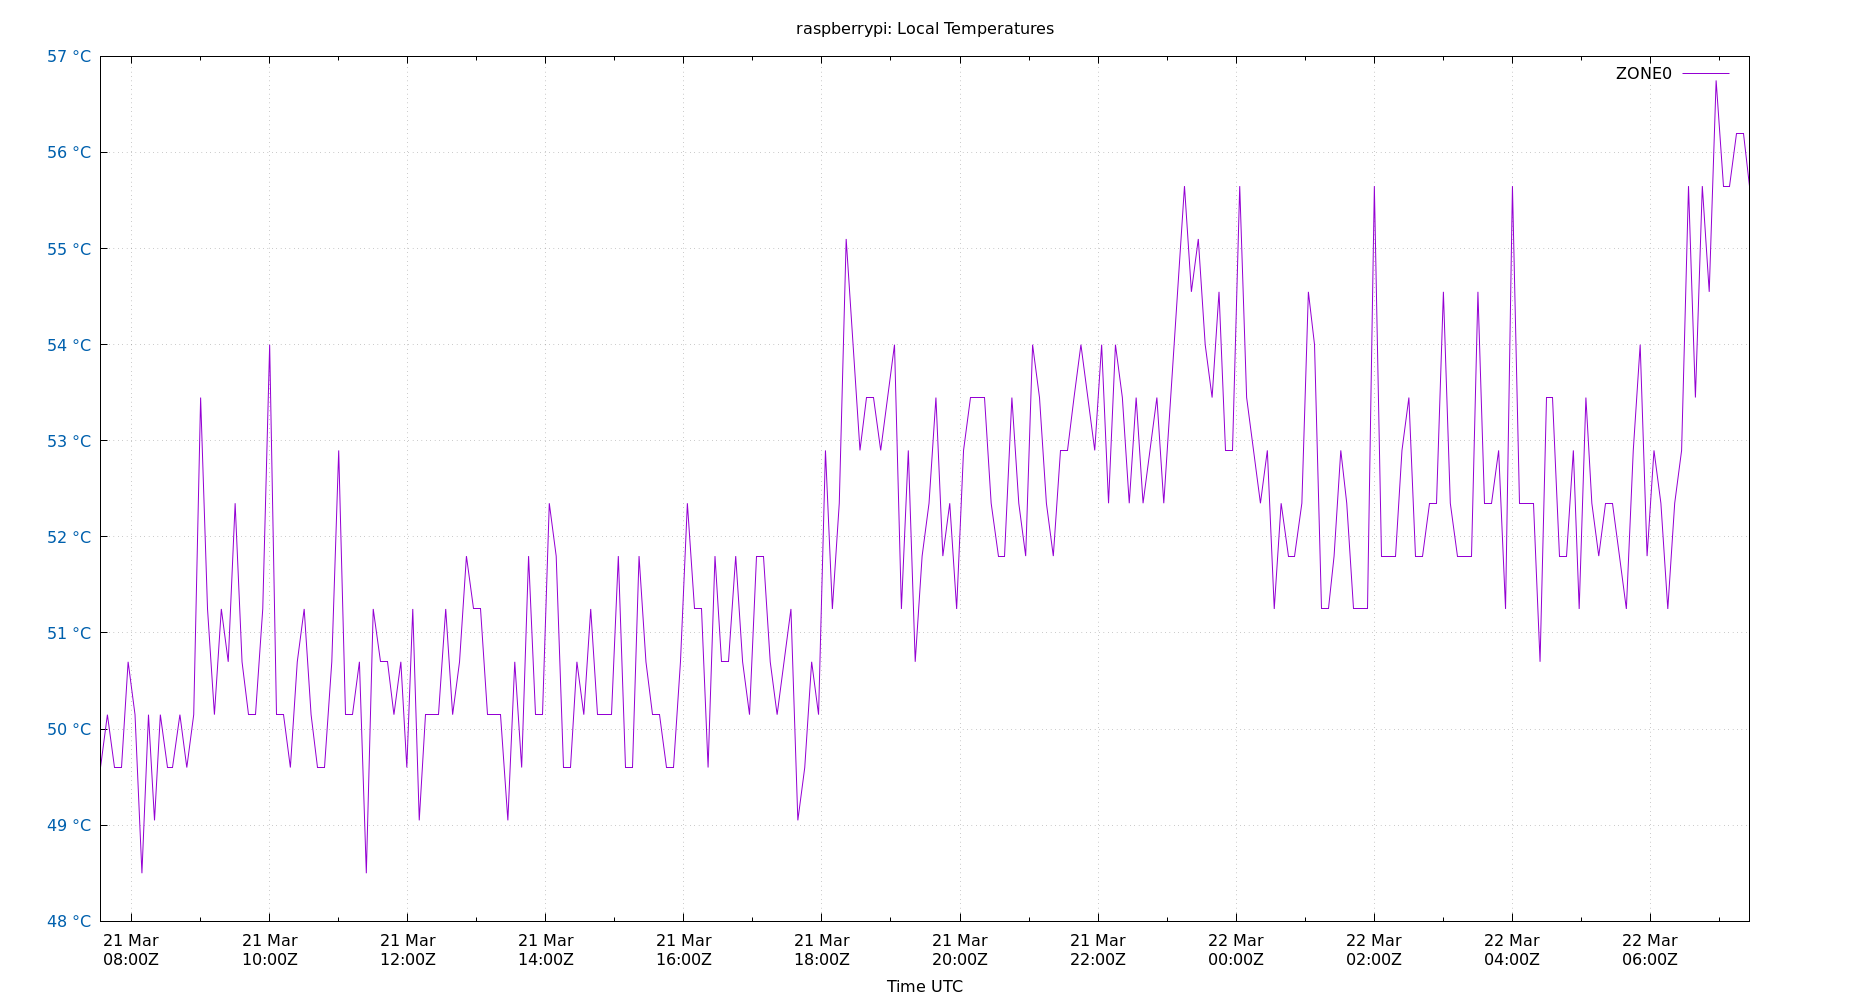 raspberrypi: Local Temperatures
57 °C
ZONE0
56 °C
55 °C
54 °C
53 °C
52 °C
51 °C
50 °C
49 °C
48 °C
21 Mar 21 Mar 21 Mar 21 Mar 21 Mar 21 Mar 21 Mar 21 Mar 22 Mar 22 Mar 22 Mar 22 Mar
08:00Z 10:00Z 12:00Z 14:00Z 16:00Z 18:00Z 20:00Z 22:00Z 00:00Z 02:00Z 04:00Z 06:00Z
Time UTC